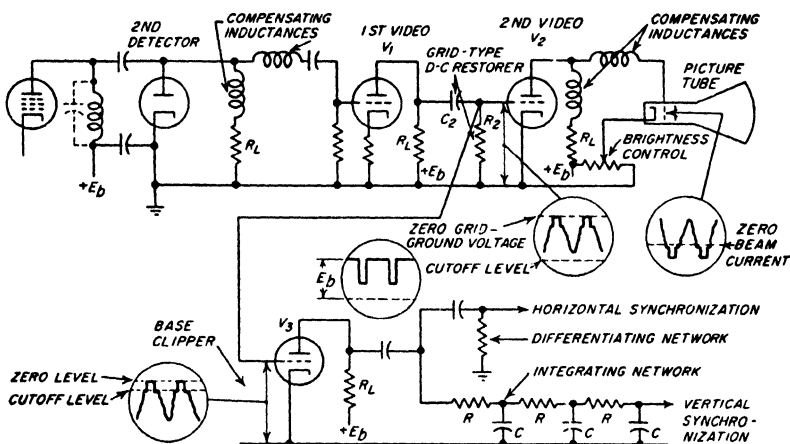 2ND
DETECTOR
COMPENSATING
INDUCTANCES
1ST VIDEO
V1
GRID-TYPE
D-C RESTORER
2ND VIDEO
V2
COMPENSATING
INDUCTANCES
PICTURE
TUBE
RL
C2
RL
R2
RL
BRIGHTNESS
CONTROL
+Eb
+Eb
+Eb
ZERO GRID-
GROUND VOLTAGE
CUTOFF LEVEL
ZERO
BEAM
CURRENT
Eb
V3
BASE
CLIPPER
ZERO LEVEL
CUTOFF LEVEL
RL
+Eb
HORIZONTAL SYNCHRONIZATION
DIFFERENTIATING NETWORK
INTEGRATING NETWORK
R
C
R
C
R
C
VERTICAL
SYNCHRO-
NIZATION